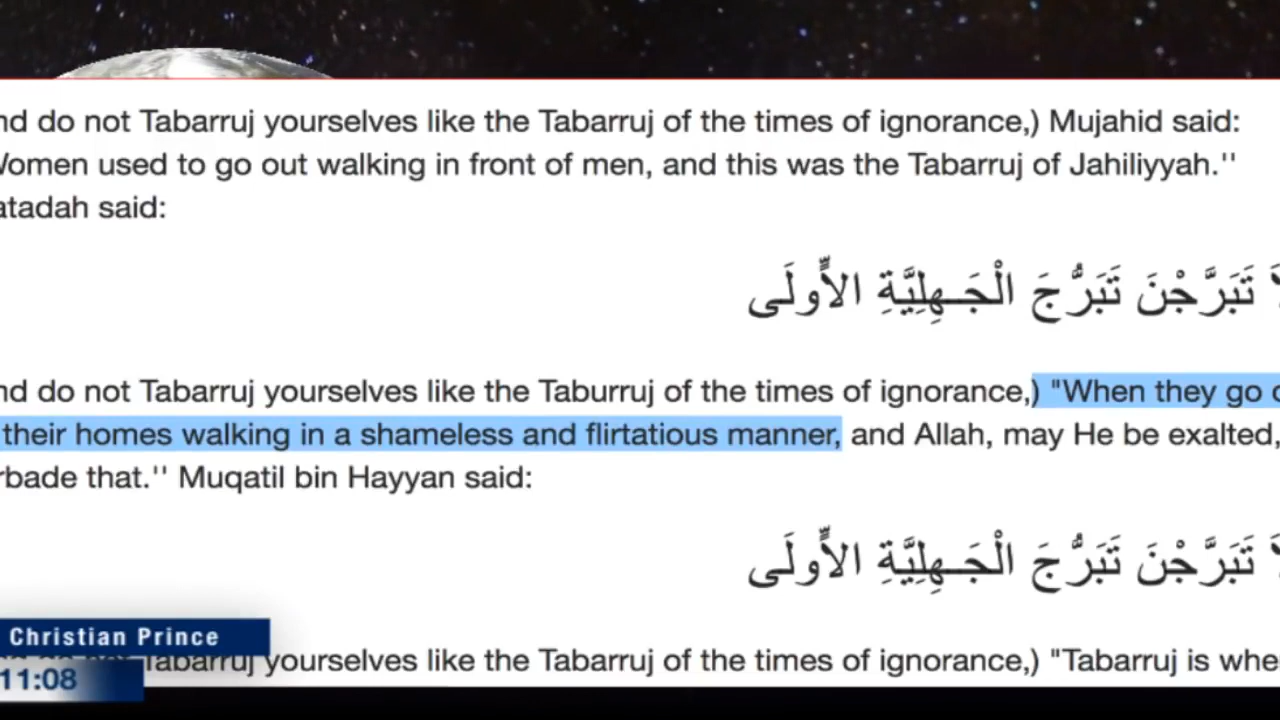 nd do not Tabarruj yourselves like the Tabarruj of the times of ignorance,) Mujahid said:
Women used to go out walking in front of men, and this was the Tabarruj of Jahiliyyah.''
atadah said:
تَبَرَّجْنَ تَبَرُّجَ الْجَـهِلِيَّةِ الاٍّولَى
nd do not Tabarruj yourselves like the Taburruj of the times of ignorance,) "When they go o
their homes walking in a shameless and flirtatious manner, and Allah, may He be exalted,
rbade that.'' Muqatil bin Hayyan said:
تَبَرَّجْنَ تَبَرُّجَ الْجَـهِلِيَّةِ الاٍّولَى
Tabarruj yourselves like the Tabarruj of the times of ignorance,) "Tabarruj is whe
Christian Prince
11:08